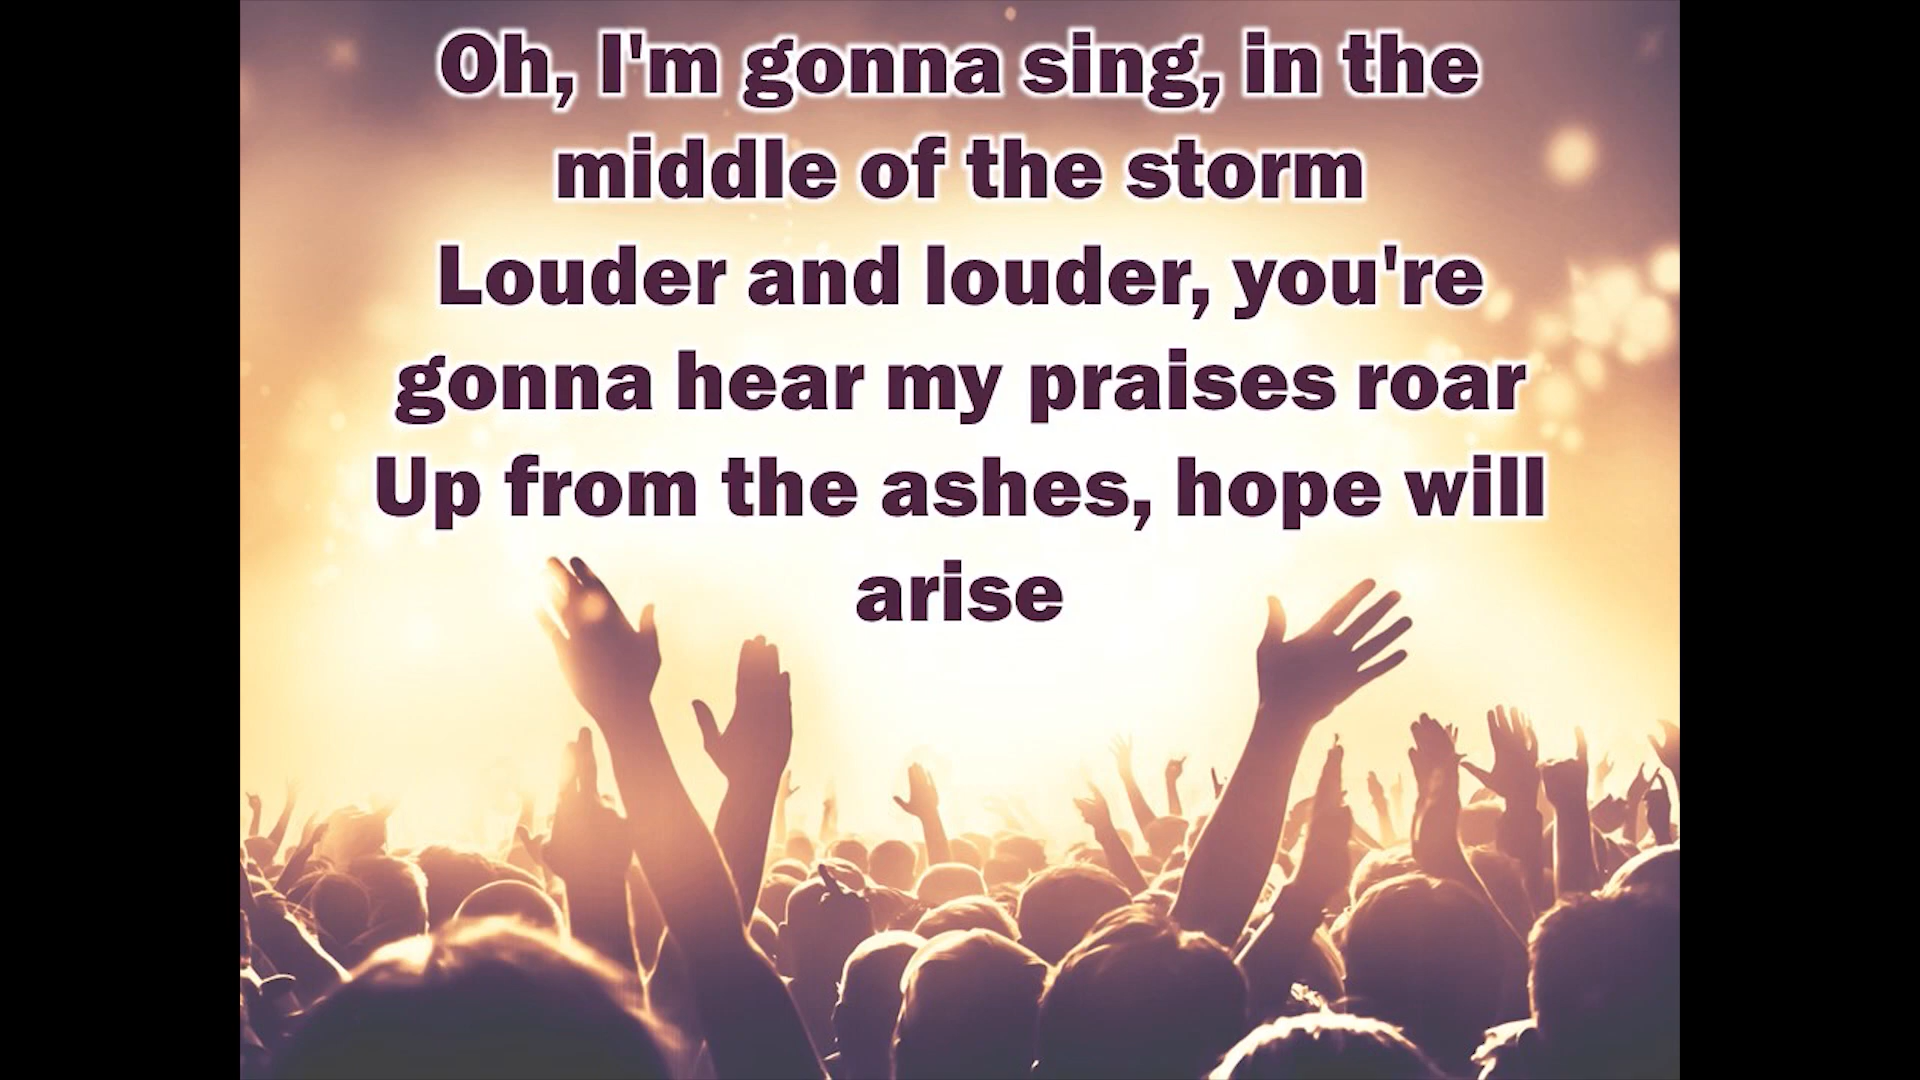 Oh, I'm gonna sing, in the
middle of the storm
Louder and louder, you're
gonna hear my praises roar
Up from the ashes, hope will
arise